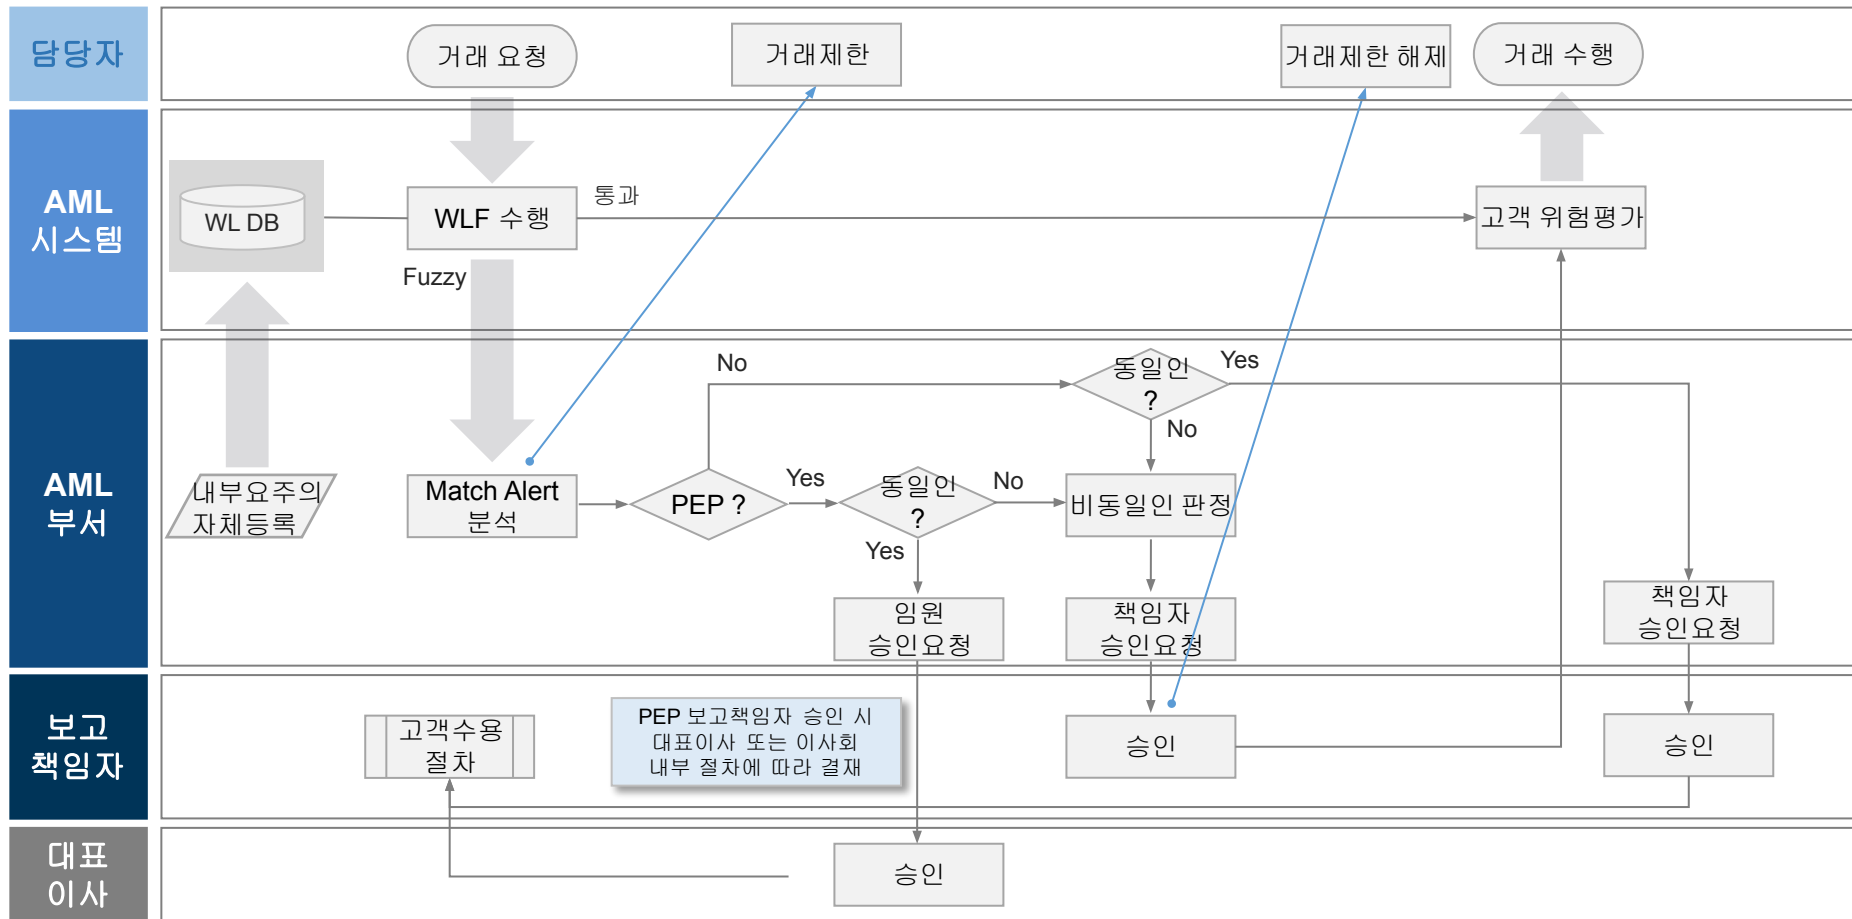 담당자
거래 요청
거래제한
거래제한 해제
거래 수행
AML
시스템
WL DB
WLF 수행
통과
고객 위험평가
Fuzzy
AML
부서
내부요주의
자체등록
Match Alert
분석
PEP ?
No
Yes
동일인
?
Yes
No
동일인
?
No
Yes
비동일인 판정
임원
승인요청
책임자
승인요청
책임자
승인요청
보고
책임자
고객수용
절차
PEP 보고책임자 승인 시
대표이사 또는 이사회
내부 절차에 따라 결재
승인
승인
대표
이사
승인